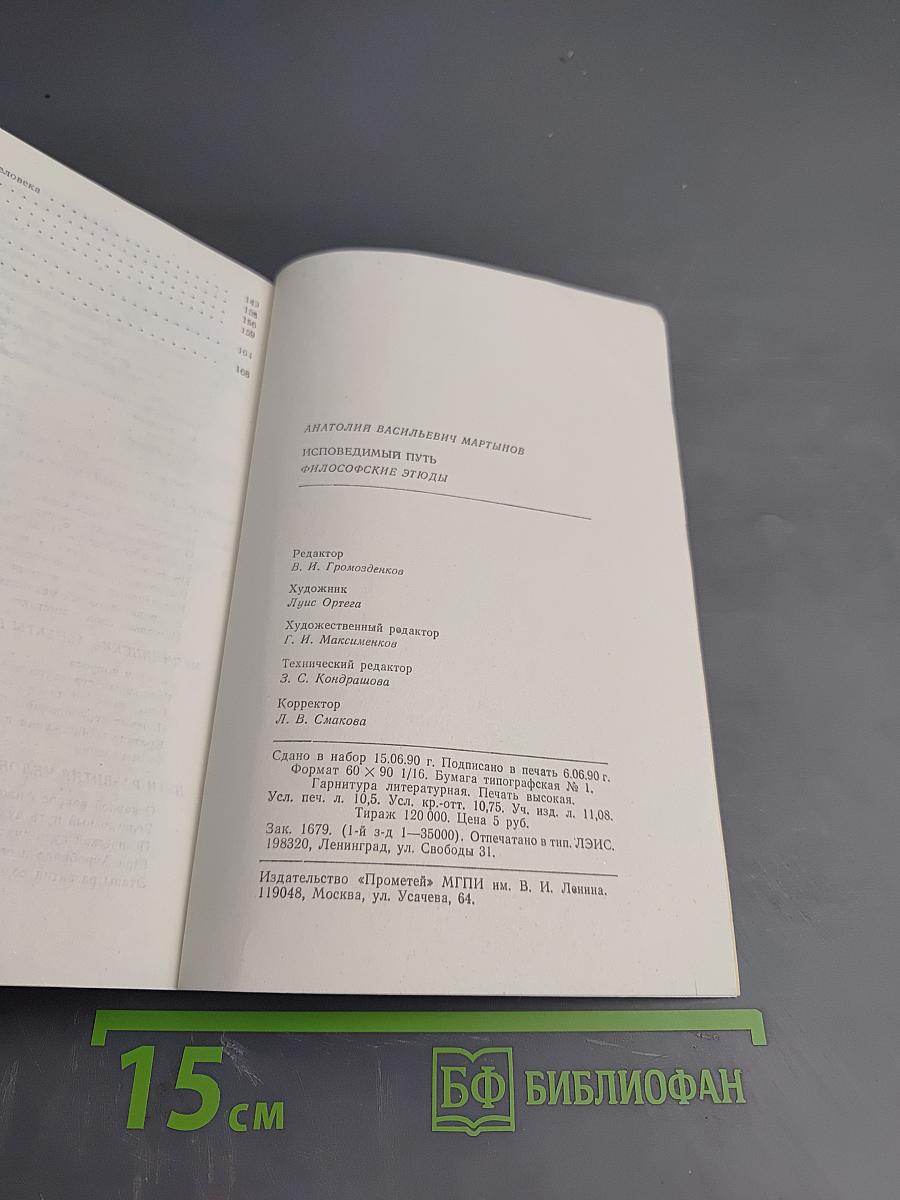 человека
149
158
156
159
161
168
АНАТОЛИЙ ВАСИЛЬЕВИЧ МАРТЫНОВ
ИСПОВЕДИМЫЙ ПУТЬ
ФИЛОСОФСКИЕ ЭТЮДЫ
Редактор
В. И. Громозденков
Художник
Луис Ортега
Художественный редактор
Г. И. Максименков
Технический редактор
З. С. Кондрашова
Корректор
Л. В. Смакова
Сдано в набор 15.06.90 г. Подписано в печать 6.06.90 г.
Формат 60 × 90 1/16. Бумага типографская № 1.
Гарнитура литературная. Печать высокая.
Усл. печ. л. 10,5. Усл. кр.-отт. 10,75. Уч. изд. л. 11,08.
Тираж 120 000. Цена 5 руб.
Зак. 1679. (1-й з-д 1—35000). Отпечатано в тип. ЛЭИС.
198320, Ленинград, ул. Свободы 31.
Издательство «Прометей» МГПИ им. В. И. Ленина.
119048, Москва, ул. Усачева, 64.
15 см
БФ БИБЛИОФАН